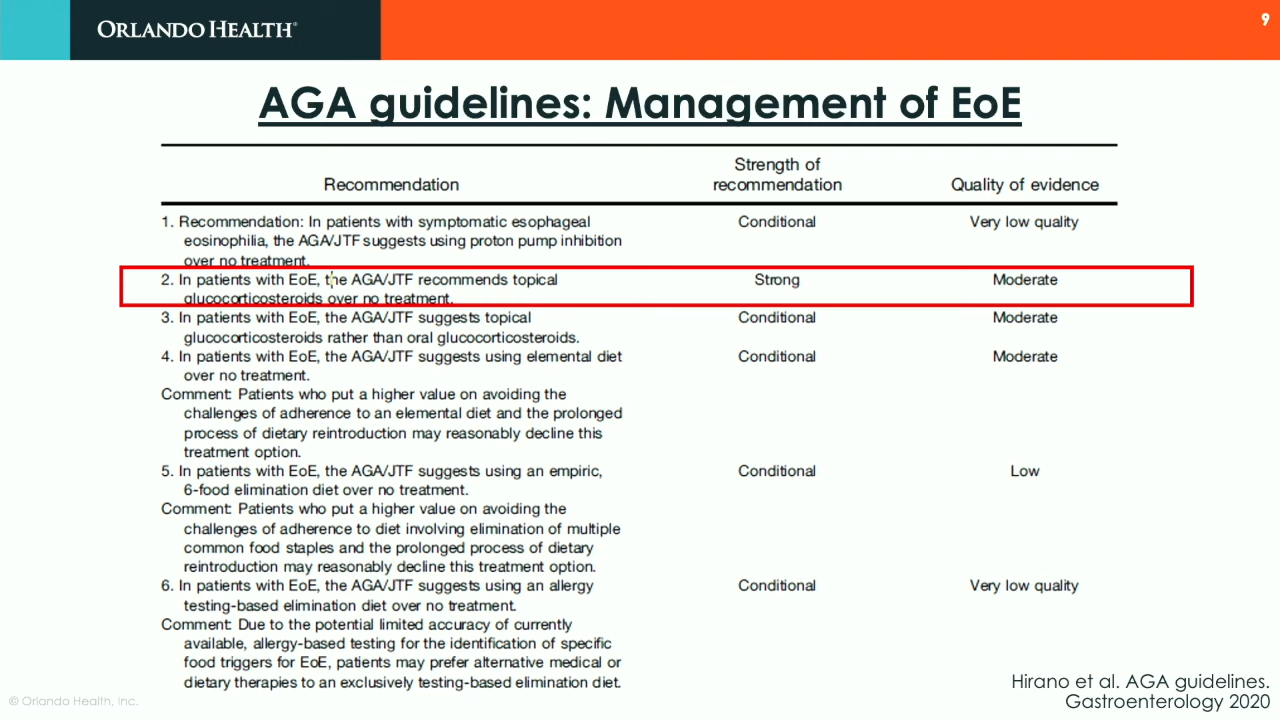 ORLANDO HEALTH®
9
AGA guidelines: Management of EoE
Recommendation
Strength of
recommendation
Quality of evidence
1. Recommendation: In patients with symptomatic esophageal Conditional Very low quality
eosinophilia, the AGA/JTF suggests using proton pump inhibition
over no treatment.
2. In patients with EoE, the AGA/JTF recommends topical Strong Moderate
glucocorticosteroids over no treatment.
3. In patients with EoE, the AGA/JTF suggests topical Conditional Moderate
glucocorticosteroids rather than oral glucocorticosteroids.
4. In patients with EoE, the AGA/JTF suggests using elemental diet Conditional Moderate
over no treatment.
Comment: Patients who put a higher value on avoiding the
challenges of adherence to an elemental diet and the prolonged
process of dietary reintroduction may reasonably decline this
treatment option.
5. In patients with EoE, the AGA/JTF suggests using an empiric, Conditional Low
6-food elimination diet over no treatment.
Comment: Patients who put a higher value on avoiding the
challenges of adherence to diet involving elimination of multiple
common food staples and the prolonged process of dietary
reintroduction may reasonably decline this treatment option.
6. In patients with EoE, the AGA/JTF suggests using an allergy Conditional Very low quality
testing-based elimination diet over no treatment.
Comment: Due to the potential limited accuracy of currently
available, allergy-based testing for the identification of specific
food triggers for EoE, patients may prefer alternative medical or
dietary therapies to an exclusively testing-based elimination diet.
Hirano et al. AGA guidelines.
Gastroenterology 2020
© Orlando Health, Inc.